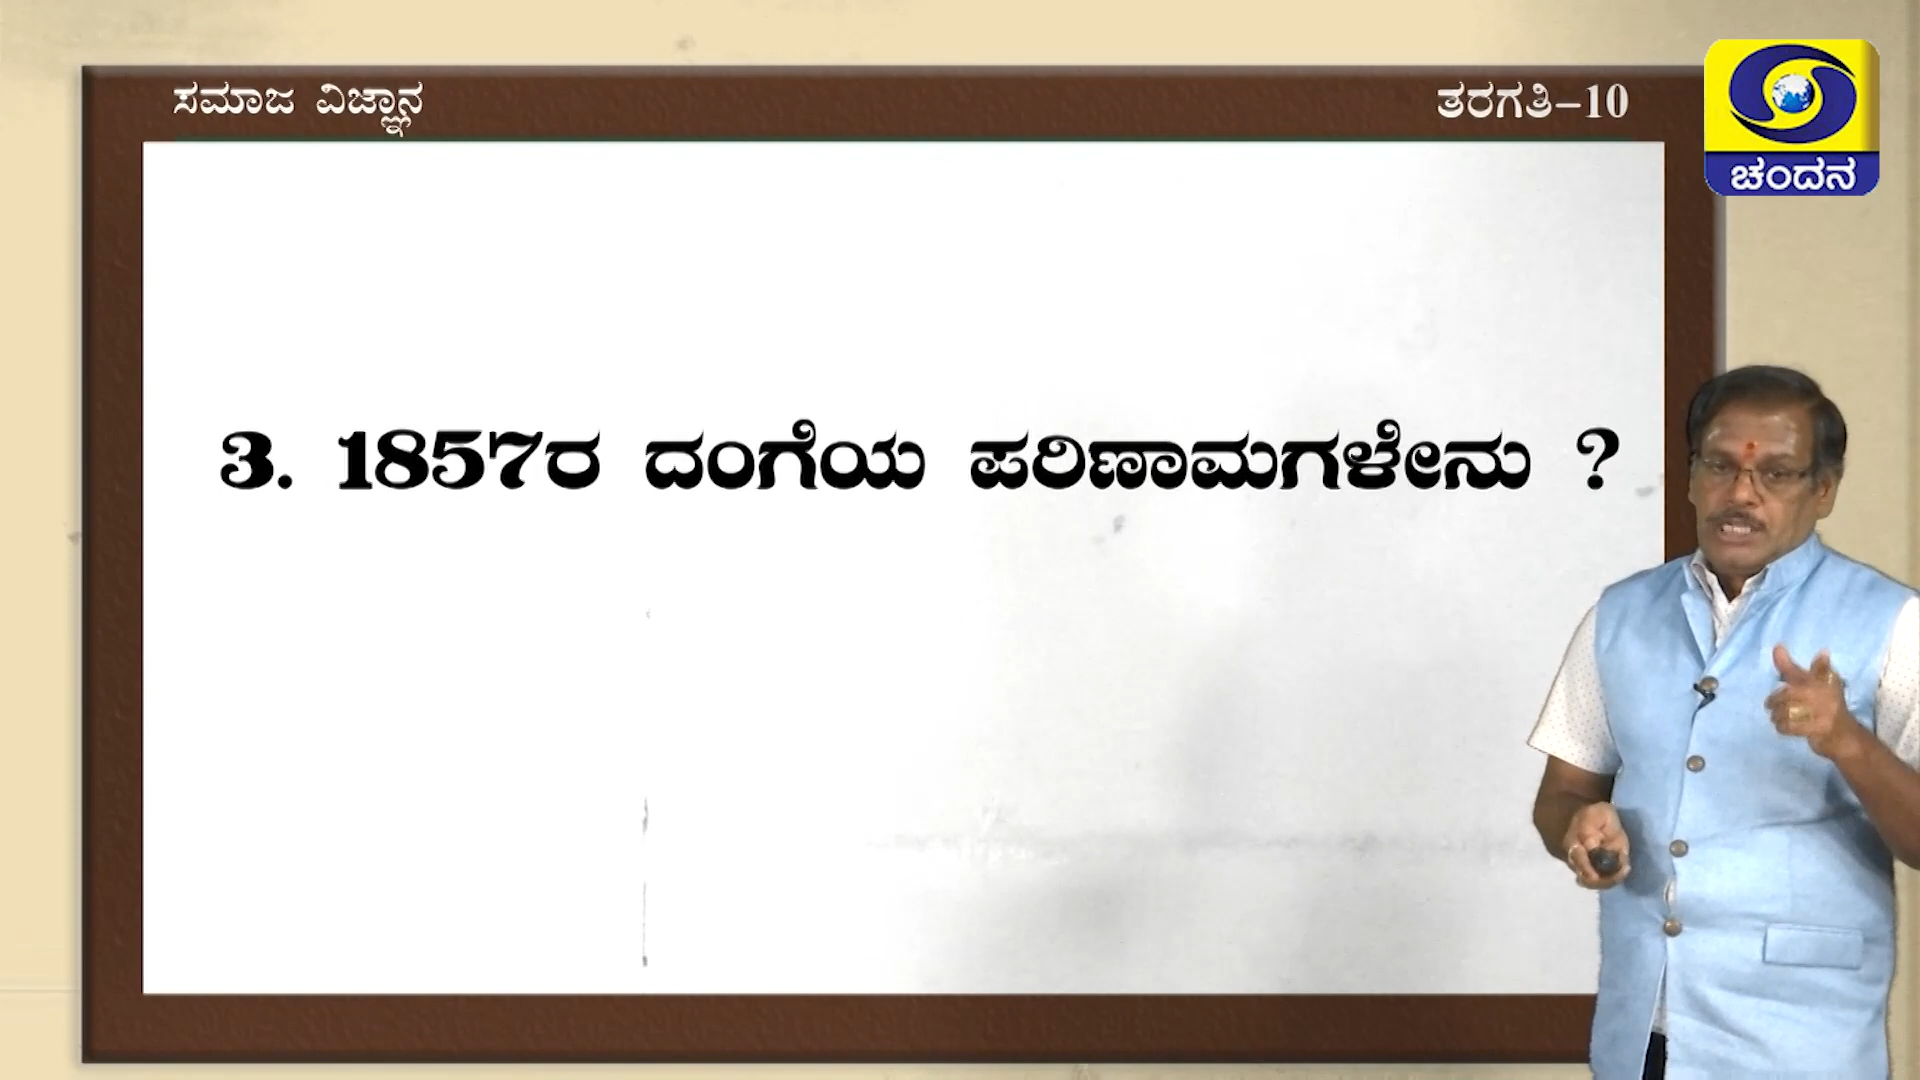 ಸಮಾಜ ವಿಜ್ಞಾನ
ತರಗತಿ–10
ಚಂದನ
3. 1857ರ ದಂಗೆಯ ಪರಿಣಾಮಗಳೇನು ?